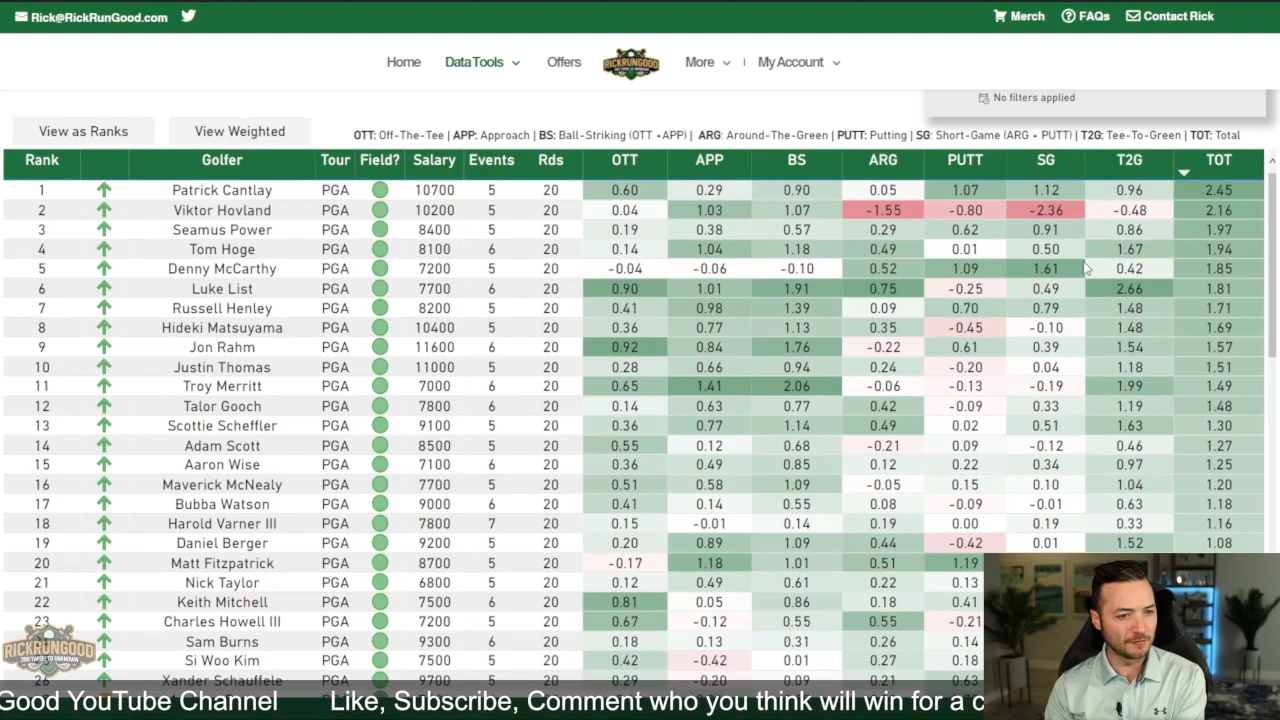 Rick@RickRunGood.com Merch FAQs Contact Rick
Home Data Tools Offers RICKRUNGOOD More | My Account
No filters applied
View as Ranks View Weighted OTT: Off-The-Tee | APP: Approach | BS: Ball-Striking (OTT +APP) | ARG: Around-The-Green | PUTT: Putting | SG: Short-Game (ARG + PUTT) | T2G: Tee-To-Green | TOT: Total
Rank Golfer Tour Field? Salary Events Rds OTT APP BS ARG PUTT SG T2G TOT
1 Patrick Cantlay PGA 10700 5 20 0.60 0.29 0.90 0.05 1.07 1.12 0.96 2.45
2 Viktor Hovland PGA 10200 5 20 0.04 1.03 1.07 -1.55 -0.80 -2.36 -0.48 2.16
3 Seamus Power PGA 8400 5 20 0.19 0.38 0.57 0.29 0.62 0.91 0.86 1.97
4 Tom Hoge PGA 8100 5 20 0.14 1.04 1.18 0.49 0.01 0.50 1.67 1.94
5 Denny McCarthy PGA 7200 5 20 -0.04 -0.06 -0.10 0.52 1.09 1.61 0.42 1.85
6 Luke List PGA 7700 6 20 0.90 1.01 1.91 0.75 -0.25 0.49 2.66 1.81
7 Russell Henley PGA 8200 5 20 0.41 0.98 1.39 0.09 0.70 0.79 1.48 1.71
8 Hideki Matsuyama PGA 10400 5 20 0.36 0.77 1.13 0.35 -0.45 -0.10 1.48 1.69
9 Jon Rahm PGA 11600 6 20 0.92 0.84 1.76 -0.22 0.61 0.39 1.54 1.57
10 Justin Thomas PGA 11000 5 20 0.28 0.66 0.94 0.24 -0.20 0.04 1.18 1.51
11 Troy Merritt PGA 7000 6 20 0.65 1.41 2.06 -0.06 -0.13 -0.19 1.99 1.49
12 Talor Gooch PGA 7800 6 20 0.14 0.63 0.77 0.42 -0.09 0.33 1.19 1.48
13 Scottie Scheffler PGA 9100 5 20 0.36 0.77 1.14 0.49 0.02 0.51 1.63 1.30
14 Adam Scott PGA 8500 5 20 0.55 0.12 0.68 -0.21 0.09 -0.12 0.46 1.27
15 Aaron Wise PGA 7100 6 20 0.36 0.49 0.85 0.12 0.22 0.34 0.97 1.25
16 Maverick McNealy PGA 7700 5 20 0.51 0.58 1.09 -0.05 0.15 0.10 1.04 1.20
17 Bubba Watson PGA 9000 5 20 0.41 0.14 0.55 0.08 -0.09 -0.01 0.63 1.18
18 Harold Varner III PGA 7800 7 20 0.15 -0.01 0.14 0.19 0.00 0.19 0.33 1.16
19 Daniel Berger PGA 9200 5 20 0.20 0.89 1.09 0.44 -0.42 0.01 1.52 1.08
20 Matt Fitzpatrick PGA 8700 5 20 -0.17 1.18 1.01 0.51 1.19
21 Nick Taylor PGA 6800 5 20 0.12 0.49 0.61 0.22 0.13
22 Keith Mitchell PGA 7500 6 20 0.81 0.05 0.86 0.18 0.41
23 Charles Howell III PGA 7200 5 20 0.67 -0.12 0.55 0.55 -0.21
Sam Burns PGA 9300 6 20 0.18 0.13 0.31 0.26 0.14
Si Woo Kim PGA 7500 5 20 0.42 -0.42 0.01 0.27 0.18
26 Xander Schauffele PGA 9700 5 20 0.29 -0.20 0.09 0.21 0.63
RICKRUNGOOD
300 YARDS TO UNKNOWN
Good YouTube Channel Like, Subscribe, Comment who you think will win for a c